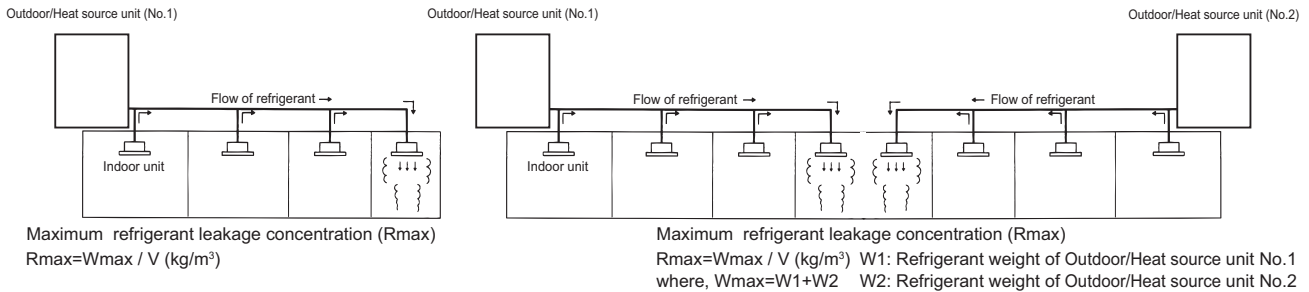 Outdoor/Heat source unit (No.1)
Flow of refrigerant →
Indoor unit
Maximum refrigerant leakage concentration (Rmax)
Rmax=Wmax / V (kg/m³)
Outdoor/Heat source unit (No.1)
Outdoor/Heat source unit (No.2)
Flow of refrigerant →
← Flow of refrigerant
Indoor unit
Maximum refrigerant leakage concentration (Rmax)
Rmax=Wmax / V (kg/m³) W1: Refrigerant weight of Outdoor/Heat source unit No.1
where, Wmax=W1+W2 W2: Refrigerant weight of Outdoor/Heat source unit No.2